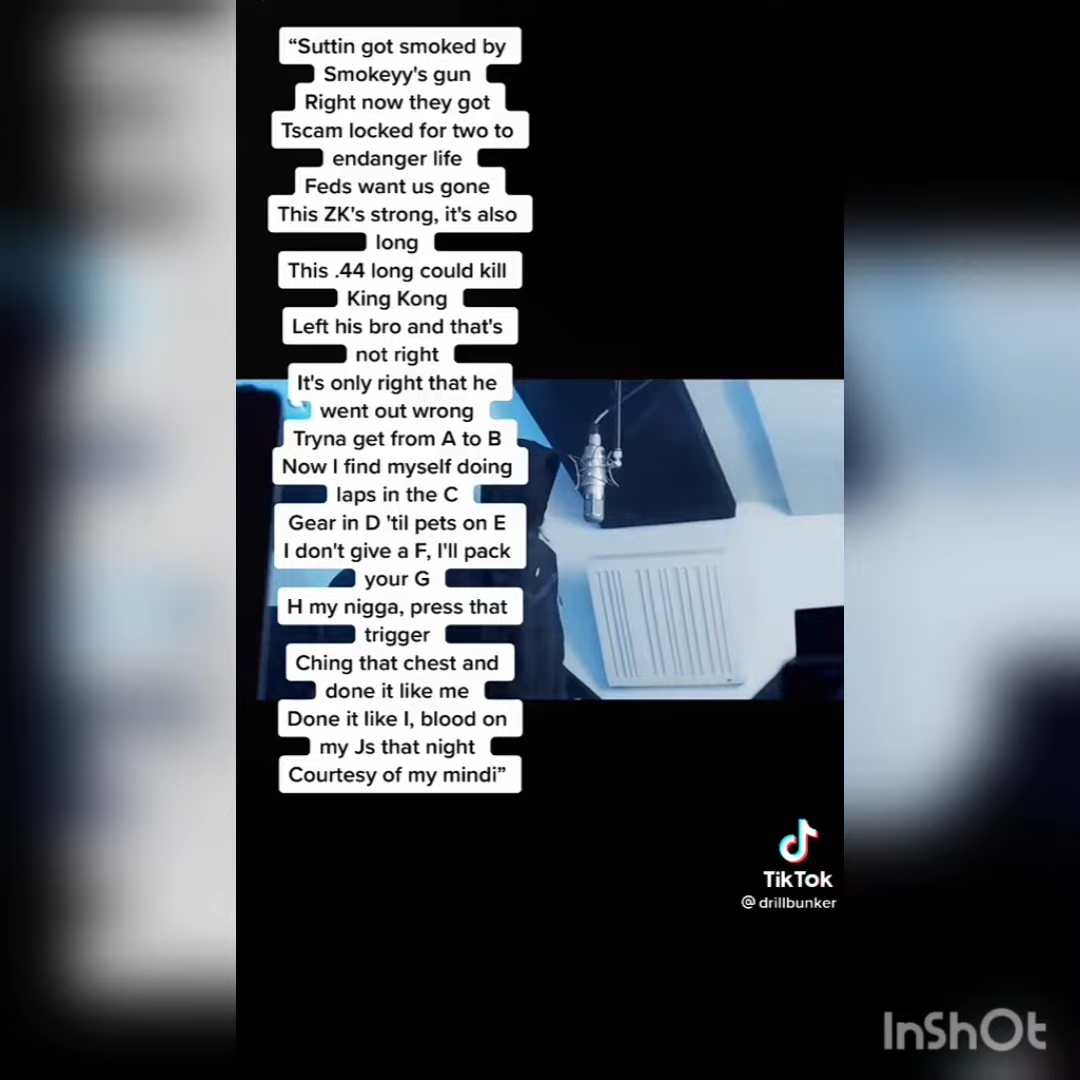 “Suttin got smoked by
Smokeyy's gun
Right now they got
Tscam locked for two to
endanger life
Feds want us gone
This ZK's strong, it's also
long
This .44 long could kill
King Kong
Left his bro and that's
not right
It's only right that he
went out wrong
Tryna get from A to B
Now I find myself doing
laps in the C
Gear in D 'til pets on E
I don't give a F, I'll pack
your G
H my nigga, press that
trigger
Ching that chest and
done it like me
Done it like I, blood on
my Js that night
Courtesy of my mindi”
TikTok
@drillbunker
InShOt